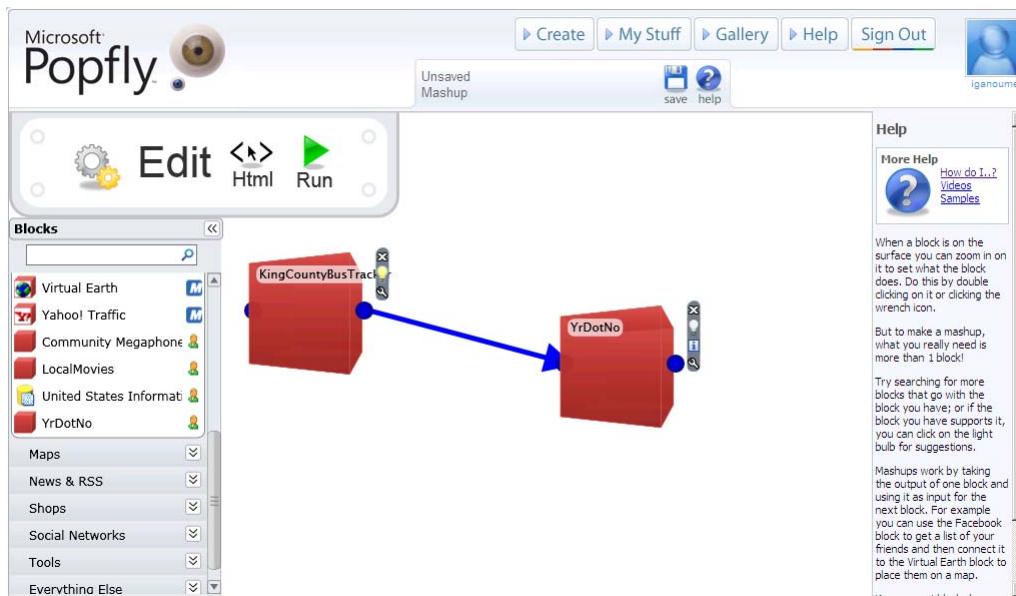 Microsoft
Popfly
Create
My Stuff
Gallery
Help
Sign Out
Unsaved
Mashup
save
help
iganoume
Edit
Html
Run
Blocks
Virtual Earth
Yahoo! Traffic
Community Megaphone
LocalMovies
United States Informati
YrDotNo
Maps
News & RSS
Shops
Social Networks
Tools
Everything Else
KingCountyBusTracker
YrDotNo
Help
More Help
How do I..?
Videos
Samples
When a block is on the
surface you can zoom in on
it to set what the block
does. Do this by double
clicking on it or clicking the
wrench icon.
But to make a mashup,
what you really need is
more than 1 block!
Try searching for more
blocks that go with the
block you have; or if the
block you have supports it,
you can click on the light
bulb for suggestions.
Mashups work by taking
the output of one block and
using it as input for the
next block. For example
you can use the Facebook
block to get a list of your
friends and then connect it
to the Virtual Earth block to
place them on a map.